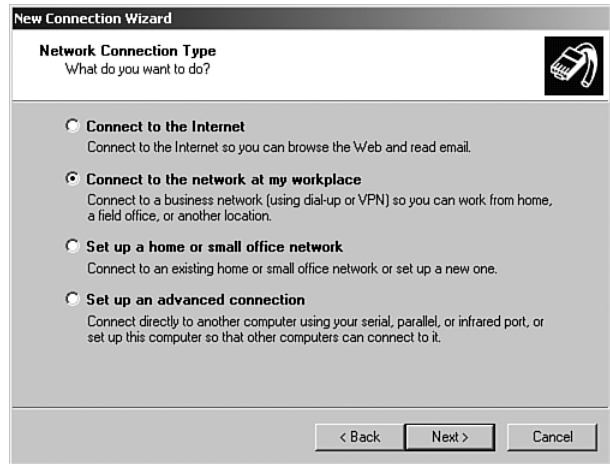 New Connection Wizard
Network Connection Type
What do you want to do?
Connect to the Internet
Connect to the Internet so you can browse the Web and read email.
Connect to the network at my workplace
Connect to a business network (using dial-up or VPN) so you can work from home,
a field office, or another location.
Set up a home or small office network
Connect to an existing home or small office network or set up a new one.
Set up an advanced connection
Connect directly to another computer using your serial, parallel, or infrared port, or
set up this computer so that other computers can connect to it.
< Back Next > Cancel